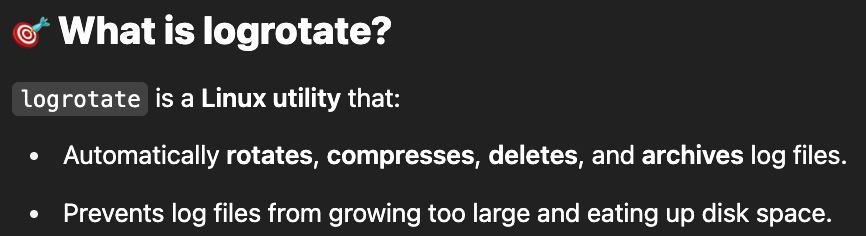 🎯 What is logrotate?
logrotate is a Linux utility that:
• Automatically rotates, compresses, deletes, and archives log files.
• Prevents log files from growing too large and eating up disk space.